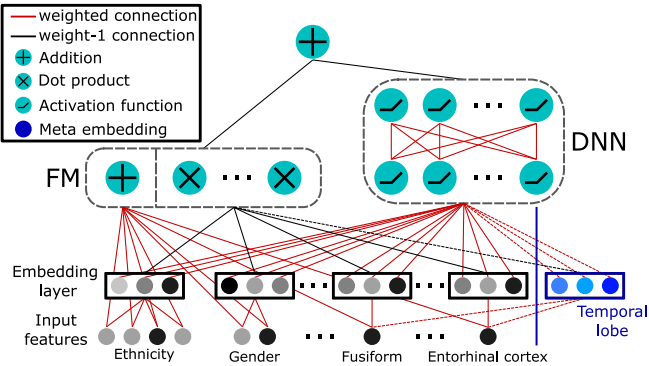 weighted connection
weight-1 connection
Addition
Dot product
Activation function
Meta embedding
FM
DNN
Embedding
layer
Temporal
lobe
Input
features
Ethnicity
Gender
Fusiform
Entorhinal cortex